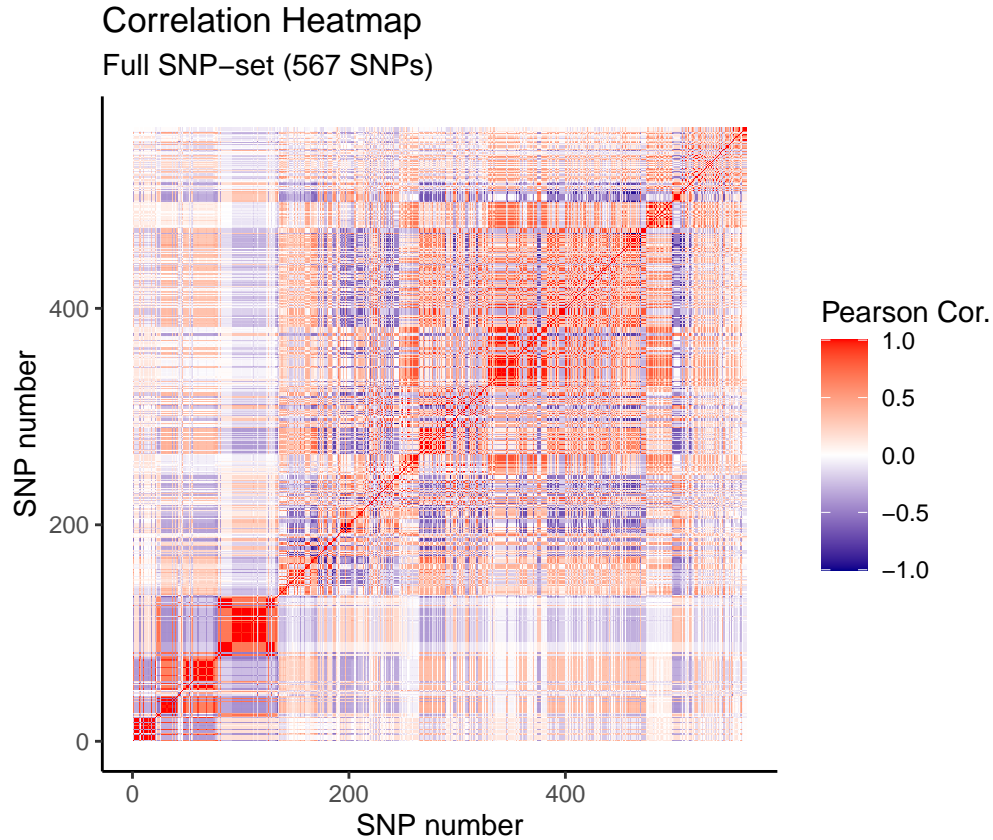 Correlation Heatmap
Full SNP−set (567 SNPs)
SNP number
400
200
0
0
200
400
SNP number
Pearson Cor.
1.0
0.5
0.0
−0.5
−1.0